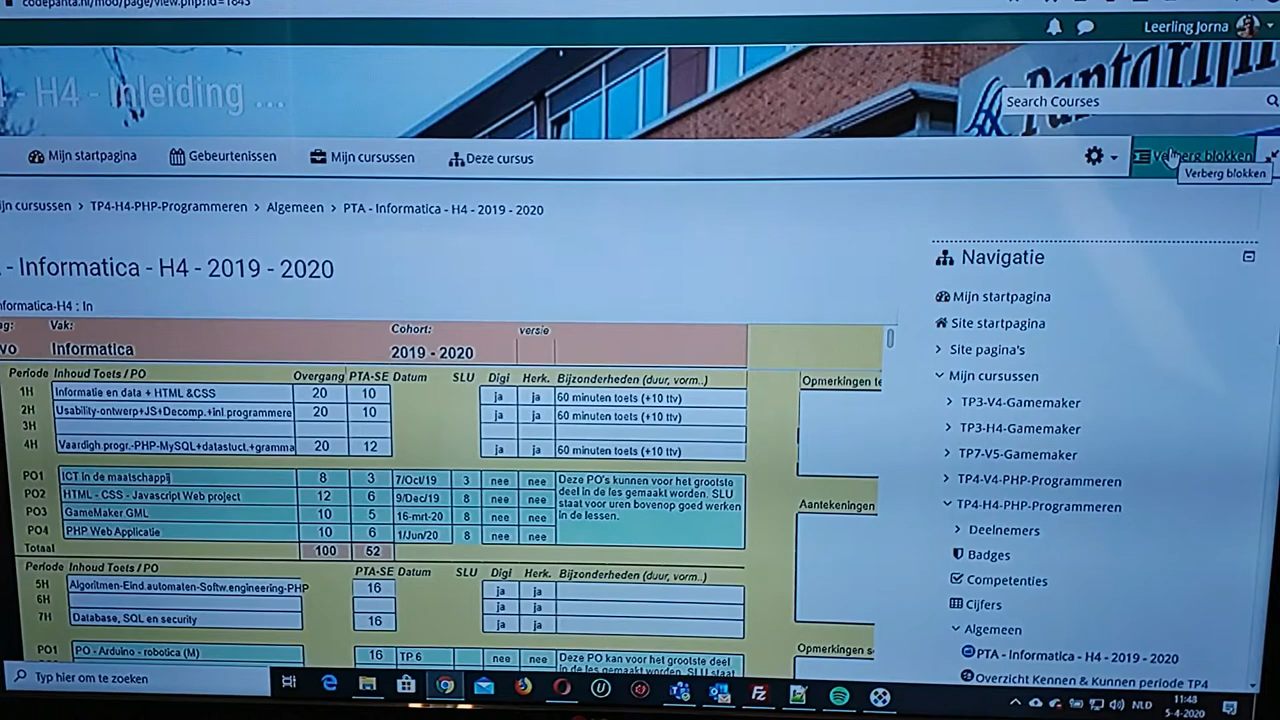 codepanta.nl/mod/page/view.php?id=1843
Leerling Jorna
- H4 - Inleiding ...
Pantarijn
Search Courses
Mijn startpagina
Gebeurtenissen
Mijn cursussen
Deze cursus
Verberg blokken
Verberg blokken
ijn cursussen > TP4-H4-PHP-Programmeren > Algemeen > PTA - Informatica - H4 - 2019 - 2020
- Informatica - H4 - 2019 - 2020
nformatica-H4 : In
ag: Vak: Cohort: versie
vo Informatica 2019 - 2020
Periode Inhoud Toets / PO Overgang PTA-SE Datum SLU Digi Herk. Bijzonderheden (duur, vorm..)
1H Informatie en data + HTML &CSS 20 10 ja ja 60 minuten toets (+10 ttv)
2H Usability-ontwerp+JS+Decomp.+inl.programmere 20 10 ja ja 60 minuten toets (+10 ttv)
3H
4H Vaardigh.progr.-PHP-MySQL+datastuct.+gramma 20 12 ja ja 60 minuten toets (+10 ttv)
PO1 ICT in de maatschappij 8 3 7/Oct/19 3 nee nee Deze PO's kunnen voor het grootste
PO2 HTML - CSS - Javascript Web project 12 6 9/Dec/19 8 nee nee deel in de les gemaakt worden. SLU
PO3 GameMaker GML 10 5 16-mrt-20 8 nee nee staat voor uren bovenop goed werken
PO4 PHP Web Applicatie 10 6 1/Jun/20 8 nee nee in de lessen.
Totaal 100 52
Periode Inhoud Toets / PO PTA-SE Datum SLU Digi Herk. Bijzonderheden (duur, vorm..)
5H Algoritmen-Eind.automaten-Softw.engineering-PHP 16 ja ja
6H ja ja
7H Database, SQL en security 16 ja ja
PO1 PO - Arduino - robotica (M) 16 TP 6 nee nee Deze PO kan voor het grootste deel
in de les gemaakt worden. SLU staat
Opmerkingen te
Aantekeningen
Opmerkingen s
Navigatie
Mijn startpagina
Site startpagina
Site pagina's
Mijn cursussen
TP3-V4-Gamemaker
TP3-H4-Gamemaker
TP7-V5-Gamemaker
TP4-V4-PHP-Programmeren
TP4-H4-PHP-Programmeren
Deelnemers
Badges
Competenties
Cijfers
Algemeen
PTA - Informatica - H4 - 2019 - 2020
Overzicht Kennen & Kunnen periode TP4
Typ hier om te zoeken
NLD
11:48
5-4-2020